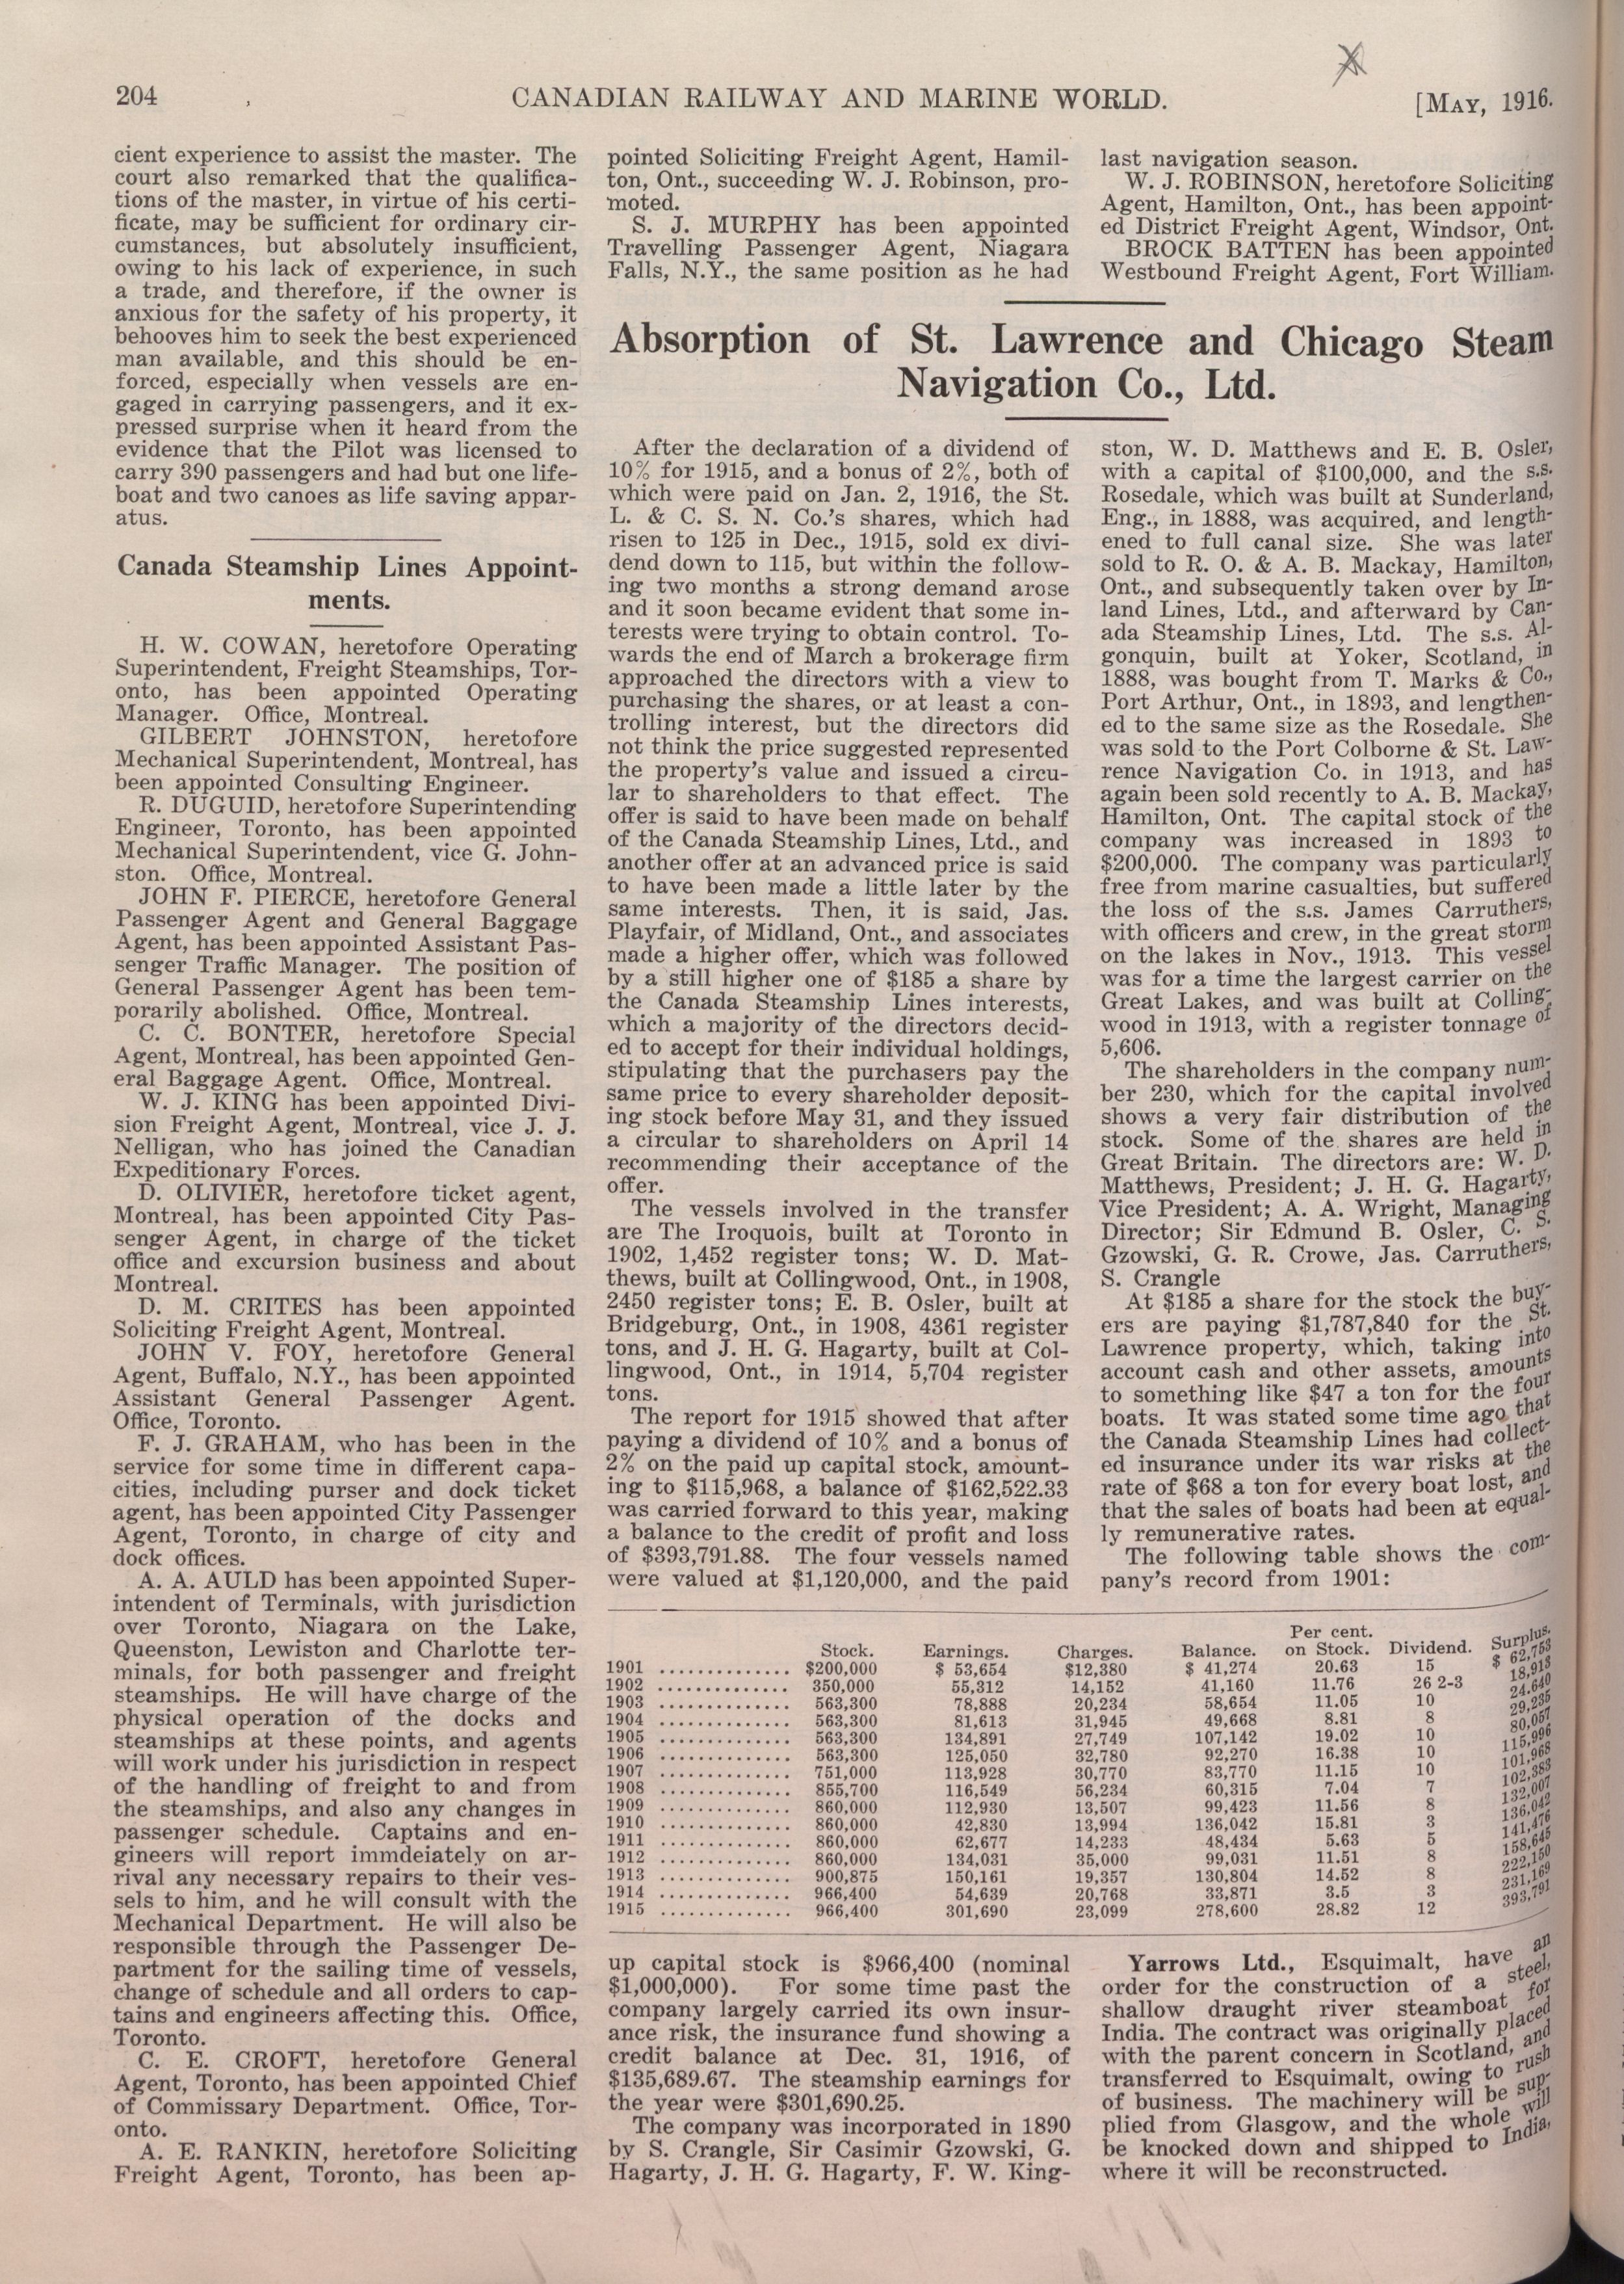 204
CANADIAN RAILWAY AND MARINE WORLD.
[MAY, 1916.
cient experience to assist the master. The
court also remarked that the qualifica-
tions of the master, in virtue of his certi-
ficate, may be sufficient for ordinary cir-
cumstances, but absolutely insufficient,
owing to his lack of experience, in such
a trade, and therefore, if the owner is
anxious for the safety of his property, it
behooves him to seek the best experienced
man available, and this should be en-
forced, especially when vessels are en-
gaged in carrying passengers, and it ex-
pressed surprise when it heard from the
evidence that the Pilot was licensed to
carry 390 passengers and had but one life-
boat and two canoes as life saving appar-
atus.
Canada Steamship Lines Appoint-
ments.
H. W. COWAN, heretofore Operating
Superintendent, Freight Steamships, Tor-
onto, has been appointed Operating
Manager. Office, Montreal.
GILBERT JOHNSTON, heretofore
Mechanical Superintendent, Montreal, has
been appointed Consulting Engineer.
R. DUGUID, heretofore Superintending
Engineer, Toronto, has been appointed
Mechanical Superintendent, vice G. John-
ston. Office, Montreal.
JOHN F. PIERCE, heretofore General
Passenger Agent and General Baggage
Agent, has been appointed Assistant Pas-
senger Traffic Manager. The position of
General Passenger Agent has been tem-
porarily abolished. Office, Montreal.
C. C. BONTER, heretofore Special
Agent, Montreal, has been appointed Gen-
eral Baggage Agent. Office, Montreal.
W. J. KING has been appointed Divi-
sion Freight Agent, Montreal, vice J. J.
Nelligan, who has joined the Canadian
Expeditionary Forces.
D. OLIVIER, heretofore ticket agent,
Montreal, has been appointed City Pas-
senger Agent, in charge of the ticket
office and excursion business and about
Montreal.
D. M. CRITES has been appointed
Soliciting Freight Agent, Montreal.
JOHN V. FOY, heretofore General
Agent, Buffalo, N.Y., has been appointed
Assistant General Passenger Agent.
Office, Toronto.
F. J. GRAHAM, who has been in the
service for some time in different capa-
cities, including purser and dock ticket
agent, has been appointed City Passenger
Agent, Toronto, in charge of city and
dock offices.
A. A. AULD has been appointed Super-
intendent of Terminals, with jurisdiction
over Toronto, Niagara on the Lake,
Queenston, Lewiston and Charlotte ter-
minals, for both passenger and freight
steamships. He will have charge of the
physical operation of the docks and
steamships at these points, and agents
will work under his jurisdiction in respect
of the handling of freight to and from
the steamships, and also any changes in
passenger schedule. Captains and en-
gineers will report immdeiately on ar-
rival any necessary repairs to their ves-
sels to him, and he will consult with the
Mechanical Department. He will also be
responsible through the Passenger De-
partment for the sailing time of vessels,
change of schedule and all orders to cap-
tains and engineers affecting this. Office,
Toronto.
C. E. CROFT, heretofore General
Agent, Toronto, has been appointed Chief
of Commissary Department. Office, Tor-
onto.
A. E. RANKIN, heretofore Soliciting
Freight Agent, Toronto, has been ap-
pointed Soliciting Freight Agent, Hamil-
ton, Ont., succeeding W. J. Robinson, pro-
moted.
S. J. MURPHY has been appointed
Travelling Passenger Agent, Niagara
Falls, N.Y., the same position as he had
last navigation season.
W. J. ROBINSON, heretofore Soliciting
Agent, Hamilton, Ont., has been appoint-
ed District Freight Agent, Windsor, Ont.
BROCK BATTEN has been appointed
Westbound Freight Agent, Fort William.
Absorption of St. Lawrence and Chicago Steam
Navigation Co., Ltd.
After the declaration of a dividend of
10% for 1915, and a bonus of 2%, both of
which were paid on Jan. 2, 1916, the St.
L. & C. S. N. Co.'s shares, which had
risen to 125 in Dec., 1915, sold ex divi-
dend down to 115, but within the follow-
ing two months a strong demand arose
and it soon became evident that some in-
terests were trying to obtain control. To-
wards the end of March a brokerage firm
approached the directors with a view to
purchasing the shares, or at least a con-
trolling interest, but the directors did
not think the price suggested represented
the property's value and issued a circu-
lar to shareholders to that effect. The
offer is said to have been made on behalf
of the Canada Steamship Lines, Ltd., and
another offer at an advanced price is said
to have been made a little later by the
same interests. Then, it is said, Jas.
Playfair, of Midland, Ont., and associates
made a higher offer, which was followed
by a still higher one of $185 a share by
the Canada Steamship Lines interests,
which a majority of the directors decid-
ed to accept for their individual holdings,
stipulating that the purchasers pay the
same price to every shareholder deposit-
ing stock before May 31, and they issued
a circular to shareholders on April 14
recommending their acceptance of the
offer.
The vessels involved in the transfer
are The Iroquois, built at Toronto in
1902, 1,452 register tons; W. D. Mat-
thews, built at Collingwood, Ont., in 1908,
2450 register tons; E. B. Osler, built at
Bridgeburg, Ont., in 1908, 4361 register
tons, and J. H. G. Hagarty, built at Col-
lingwood, Ont., in 1914, 5,704 register
tons.
The report for 1915 showed that after
paying a dividend of 10% and a bonus of
2% on the paid up capital stock, amount-
ing to $115,968, a balance of $162,522.33
was carried forward to this year, making
a balance to the credit of profit and loss
of $393,791.88. The four vessels named
were valued at $1,120,000, and the paid
ston, W. D. Matthews and E. B. Osler,
with a capital of $100,000, and the s.s.
Rosedale, which was built at Sunderland,
Eng., in 1888, was acquired, and length-
ened to full canal size. She was later
sold to R. O. & A. B. Mackay, Hamilton,
Ont., and subsequently taken over by In-
land Lines, Ltd., and afterward by Can-
ada Steamship Lines, Ltd. The s.s. Al-
gonquin, built at Yoker, Scotland, in
1888, was bought from T. Marks & Co.,
Port Arthur, Ont., in 1893, and lengthen-
ed to the same size as the Rosedale. She
was sold to the Port Colborne & St. Law-
rence Navigation Co. in 1913, and has
again been sold recently to A. B. Mackay,
Hamilton, Ont. The capital stock of the
company was increased in 1893 to
$200,000. The company was particularly
free from marine casualties, but suffered
the loss of the s.s. James Carruthers,
with officers and crew, in the great storm
on the lakes in Nov., 1913. This vessel
was for a time the largest carrier on the
Great Lakes, and was built at Colling-
wood in 1913, with a register tonnage of
5,606.
The shareholders in the company num-
ber 230, which for the capital involved
shows a very fair distribution of the
stock. Some of the shares are held in
Great Britain. The directors are: W. D.
Matthews, President; J. H. G. Hagarty,
Vice President; A. A. Wright, Managing
Director; Sir Edmund B. Osler, C. S.
Gzowski, G. R. Crowe, Jas. Carruthers,
S. Crangle
At $185 a share for the stock the buy-
ers are paying $1,787,840 for the St.
Lawrence property, which, taking into
account cash and other assets, amounts
to something like $47 a ton for the four
boats. It was stated some time ago that
the Canada Steamship Lines had collect-
ed insurance under its war risks at the
rate of $68 a ton for every boat lost, and
that the sales of boats had been at equal-
ly remunerative rates.
The following table shows the com-
pany's record from 1901:
Stock. Earnings. Charges. Balance. Per cent. on Stock. Dividend. Surplus.
1901 .............. $200,000 $ 53,654 $12,380 $ 41,274 20.63 15 $ 62,753
1902 .............. 350,000 55,312 14,152 41,160 11.76 26 2-3 18,913
1903 .............. 563,300 78,888 20,234 58,654 11.05 10 24,640
1904 .............. 563,300 81,613 31,945 49,668 8.81 8 29,235
1905 .............. 563,300 134,891 27,749 107,142 19.02 10 80,057
1906 .............. 563,300 125,050 32,780 92,270 16.38 10 115,996
1907 .............. 751,000 113,928 30,770 83,770 11.15 10 101,968
1908 .............. 855,700 116,549 56,234 60,315 7.04 7 102,383
1909 .............. 860,000 112,930 13,507 99,423 11.56 8 132,007
1910 .............. 860,000 42,830 13,994 136,042 15.81 3 136,042
1911 .............. 860,000 62,677 14,233 48,434 5.63 5 141,476
1912 .............. 860,000 134,031 35,000 99,031 11.51 8 158,645
1913 .............. 900,875 150,161 19,357 130,804 14.52 8 222,150
1914 .............. 966,400 54,639 20,768 33,871 3.5 3 231,169
1915 .............. 966,400 301,690 23,099 278,600 28.82 12 393,791
up capital stock is $966,400 (nominal
$1,000,000). For some time past the
company largely carried its own insur-
ance risk, the insurance fund showing a
credit balance at Dec. 31, 1916, of
$135,689.67. The steamship earnings for
the year were $301,690.25.
The company was incorporated in 1890
by S. Crangle, Sir Casimir Gzowski, G.
Hagarty, J. H. G. Hagarty, F. W. King-
Yarrows Ltd., Esquimalt, have an
order for the construction of a steel,
shallow draught river steamboat for
India. The contract was originally placed
with the parent concern in Scotland, and
transferred to Esquimalt, owing to rush
of business. The machinery will be sup-
plied from Glasgow, and the whole will
be knocked down and shipped to India,
where it will be reconstructed.